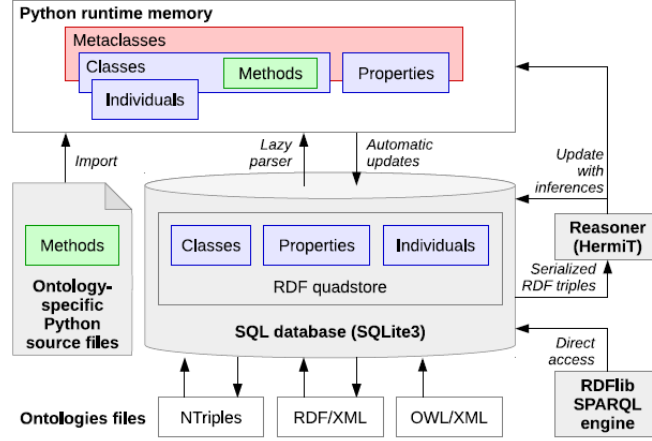 Python runtime memory
Metaclasses
Classes
Methods
Properties
Individuals
Import
Lazy
parser
Automatic
updates
Update
with
inferences
Methods
Ontology-
specific
Python
source files
Classes
Properties
Individuals
RDF quadstore
SQL database (SQLite3)
Reasoner
(HermiT)
Serialized
RDF triples
Direct
access
RDFlib
SPARQL
engine
Ontologies files
NTriples
RDF/XML
OWL/XML